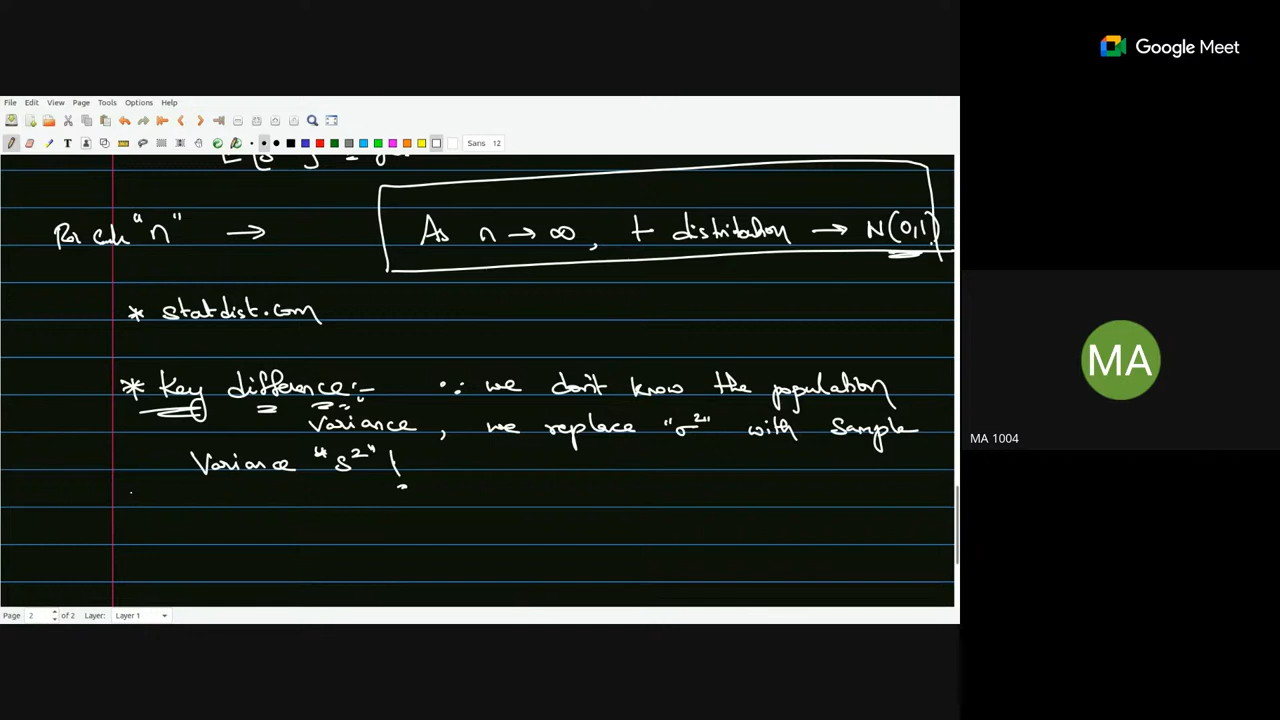 Google Meet
File Edit View Page Tools Options Help
Sans 12
For each "n" → As n → ∞, t distribution → N(0,1)
* statdist.com
* Key difference:- ∵ we don't know the population
variance, we replace "σ²" with sample
Variance "s²" !
MA
MA 1004
Page 2 of 2 Layer: Layer 1